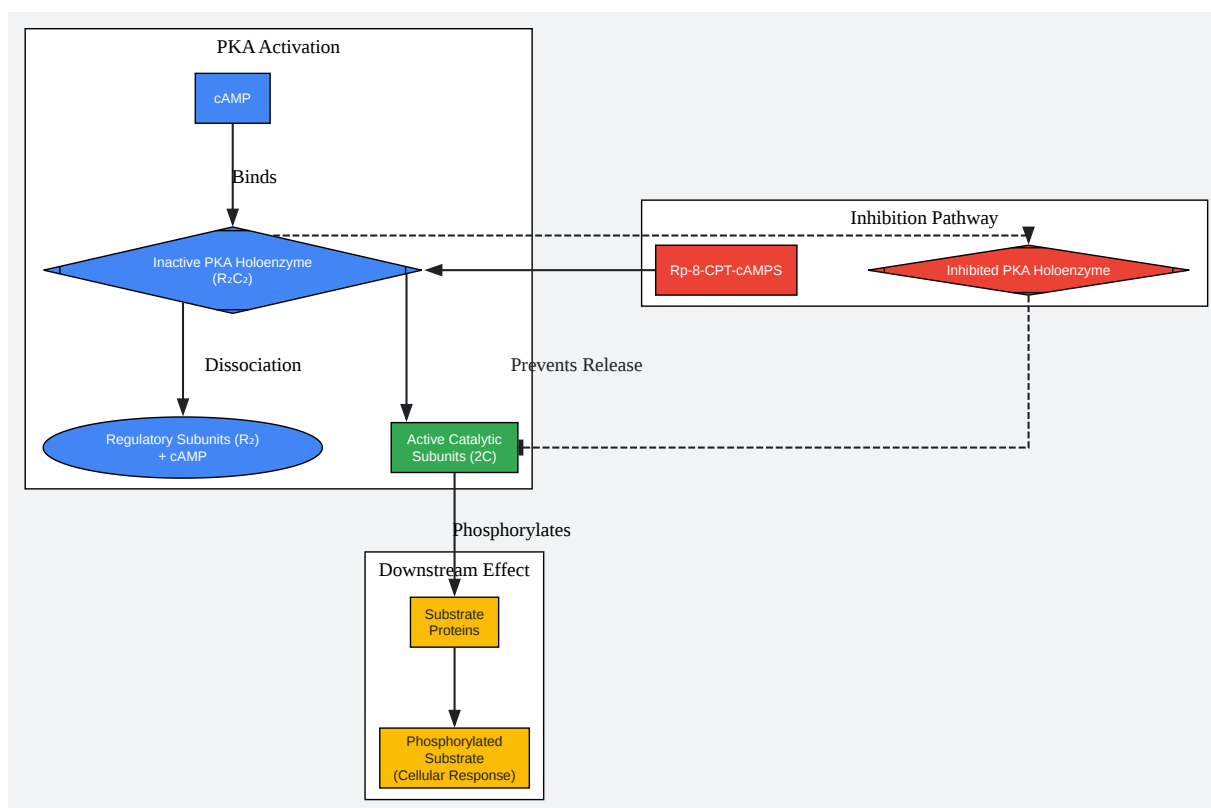 PKA Activation
cAMP
Binds
Inhibition Pathway
Inactive PKA Holoenzyme
(R₂C₂)
Rp-8-CPT-cAMPS
Inhibited PKA Holoenzyme
Dissociation
Prevents Release
Regulatory Subunits (R₂)
+ cAMP
Active Catalytic
Subunits (2C)
Phosphorylates
Downstream Effect
Substrate
Proteins
Phosphorylated
Substrate
(Cellular Response)